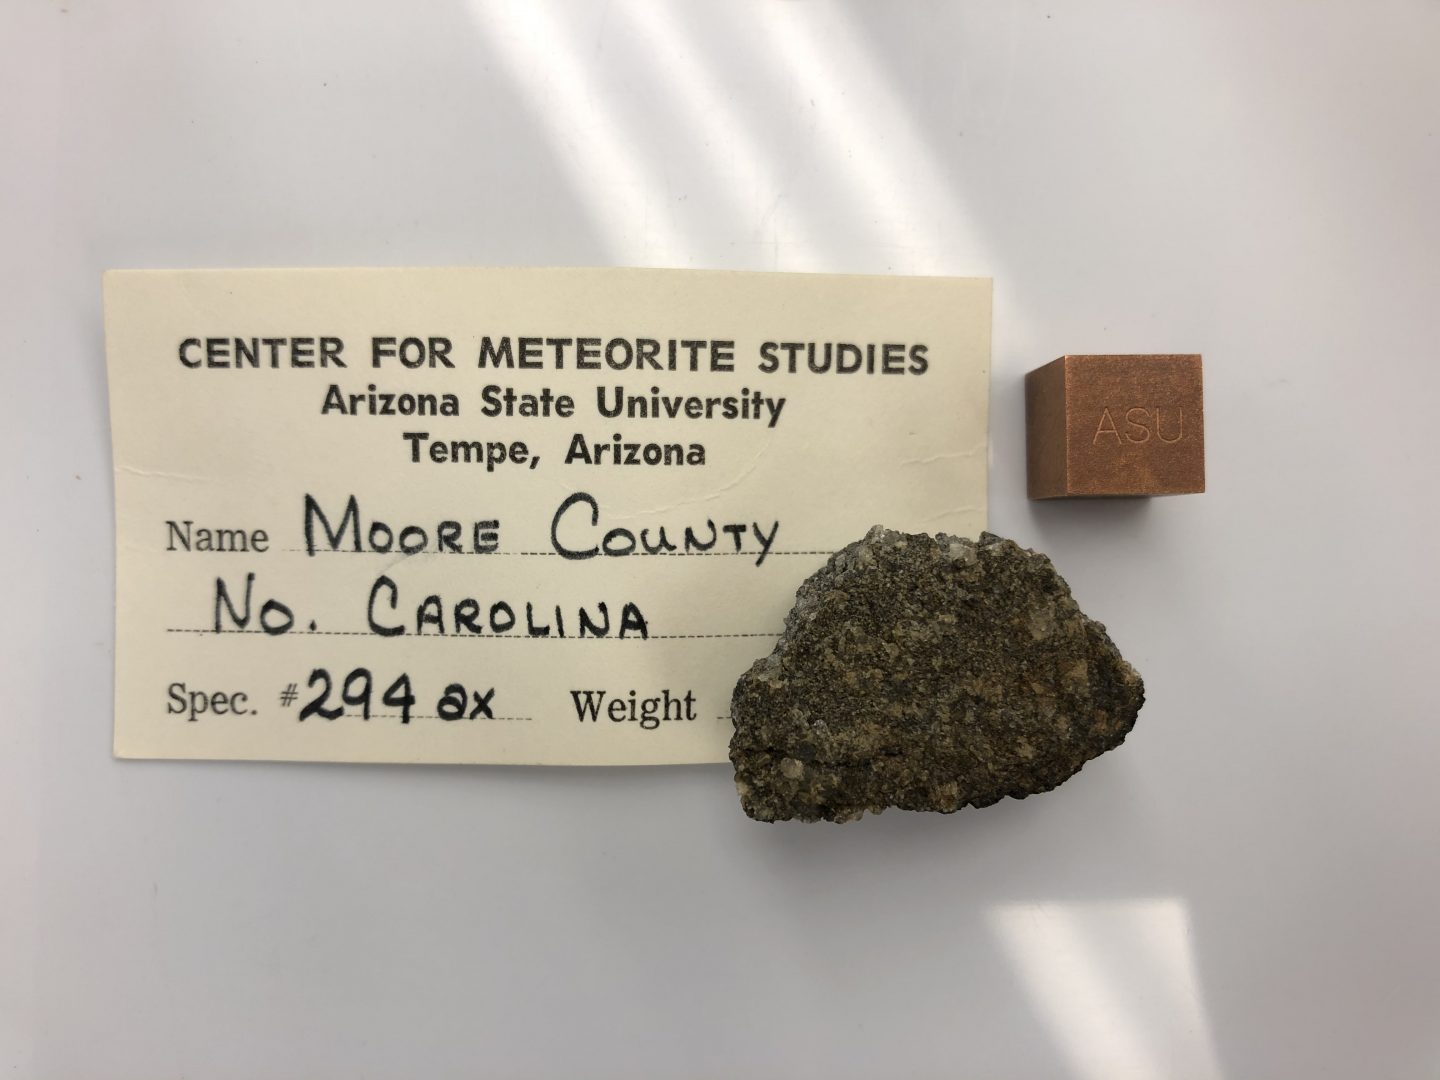 CENTER FOR METEORITE STUDIES
Arizona State University
Tempe, Arizona
Name MOORE COUNTY
NO. CAROLINA
Spec. #294 ax Weight
ASU